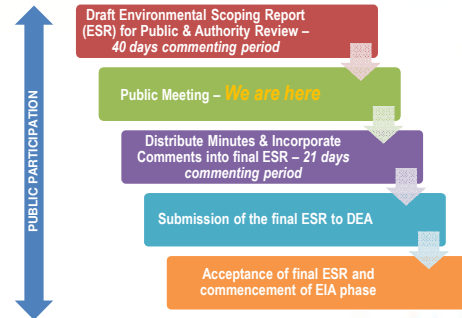 PUBLIC PARTICIPATION
Draft Environmental Scoping Report
(ESR) for Public & Authority Review –
40 days commenting period
Public Meeting – We are here
Distribute Minutes & Incorporate
Comments into final ESR – 21 days
commenting period
Submission of the final ESR to DEA
Acceptance of final ESR and
commencement of EIA phase